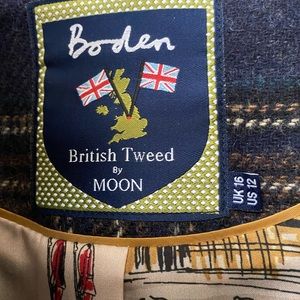 Boden
British Tweed
By
MOON
UK 16
US 12